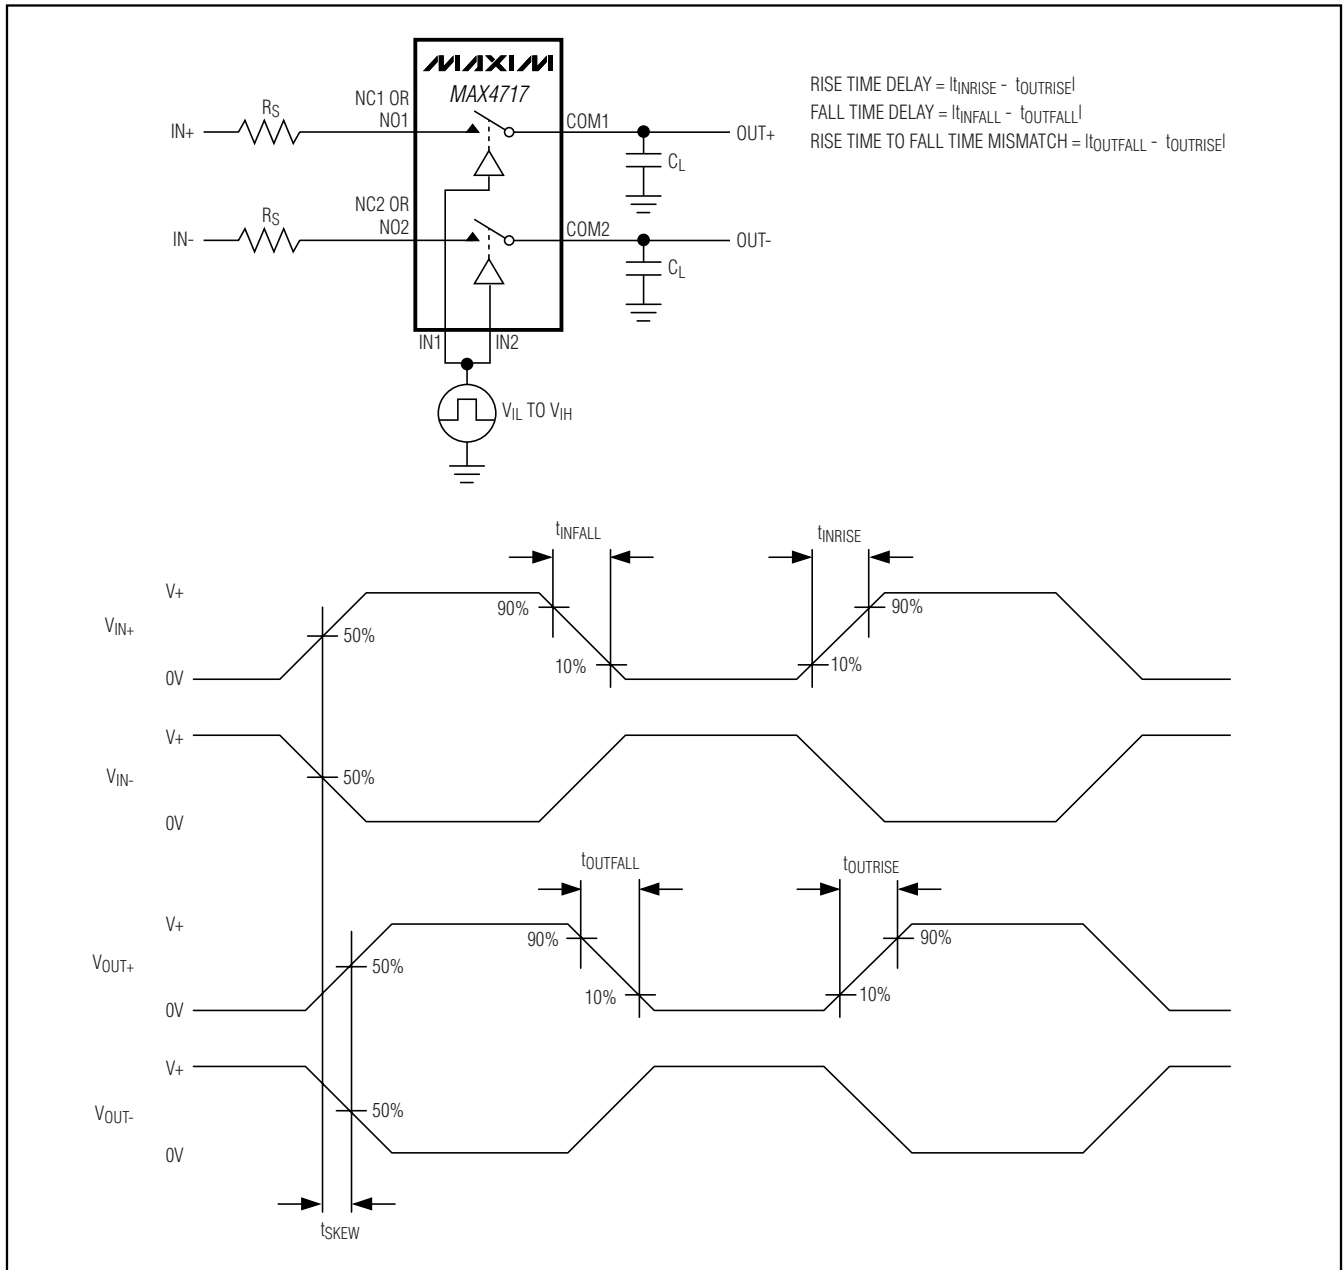 MAXIM
MAX4717
RISE TIME DELAY = |tINRISE - tOUTRISE|
FALL TIME DELAY = |tINFALL - tOUTFALL|
RISE TIME TO FALL TIME MISMATCH = |tOUTFALL - tOUTRISE|
RS
NC1 OR
NO1
IN+
COM1
OUT+
CL
RS
NC2 OR
NO2
IN-
COM2
OUT-
CL
IN1
IN2
VIL TO VIH
tINFALL
tINRISE
V+
90%
90%
VIN+
50%
10%
10%
0V
V+
VIN-
50%
0V
tOUTFALL
tOUTRISE
V+
90%
90%
VOUT+
50%
10%
10%
0V
V+
VOUT-
50%
0V
tSKEW